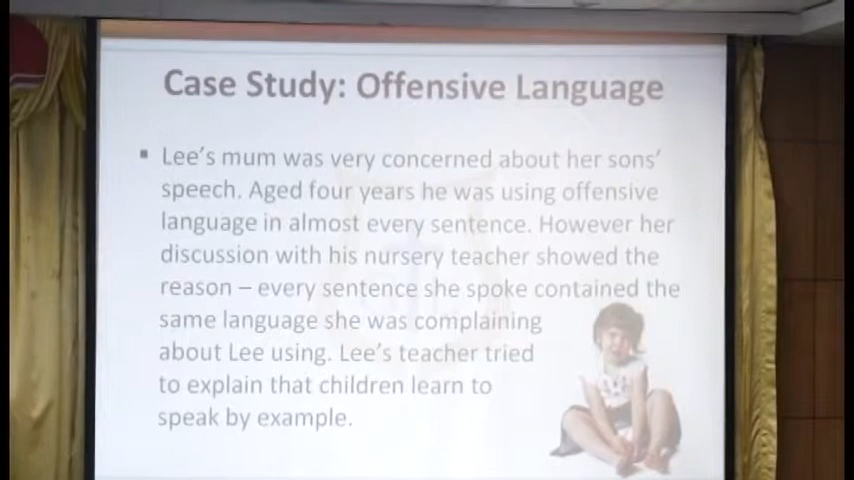 Case Study: Offensive Language
▪ Lee's mum was very concerned about her sons'
speech. Aged four years he was using offensive
language in almost every sentence. However her
discussion with his nursery teacher showed the
reason – every sentence she spoke contained the
same language she was complaining
about Lee using. Lee's teacher tried
to explain that children learn to
speak by example.